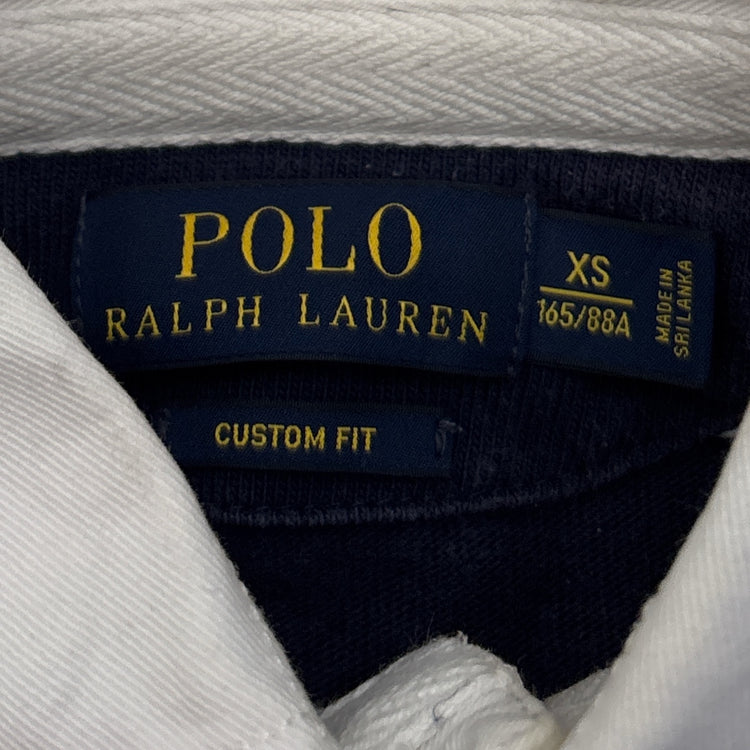 POLO
RALPH LAUREN
XS
165/88A
MADE IN
SRI LANKA
CUSTOM FIT